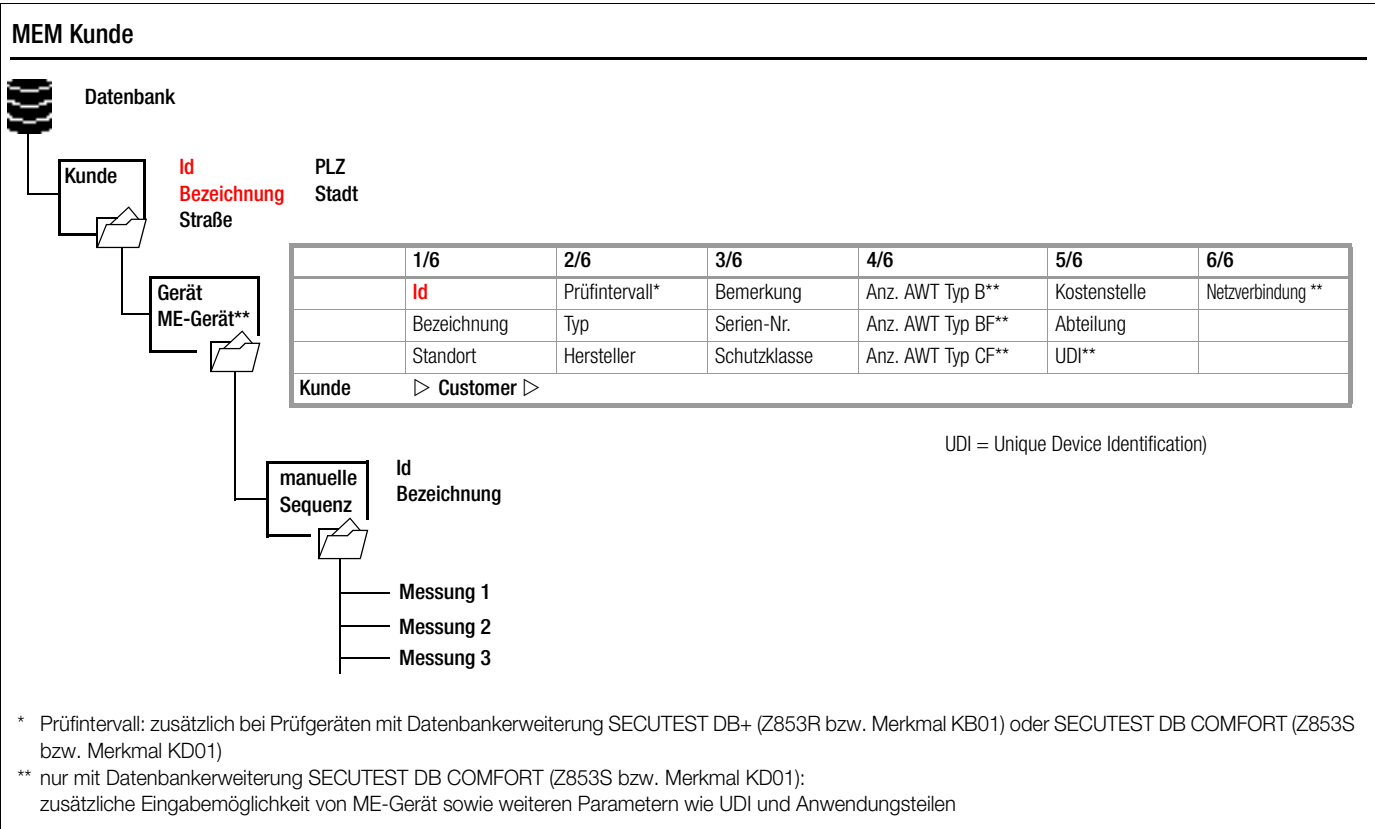 MEM Kunde
Datenbank
Kunde
Id PLZ
Bezeichnung Stadt
Straße
Gerät
ME-Gerät**
1/6 2/6 3/6 4/6 5/6 6/6
Id Prüfintervall* Bemerkung Anz. AWT Typ B** Kostenstelle Netzverbindung **
Bezeichnung Typ Serien-Nr. Anz. AWT Typ BF** Abteilung
Standort Hersteller Schutzklasse Anz. AWT Typ CF** UDI**
Kunde ▷ Customer ▷
UDI = Unique Device Identification)
manuelle
Sequenz
Id
Bezeichnung
Messung 1
Messung 2
Messung 3
* Prüfintervall: zusätzlich bei Prüfgeräten mit Datenbankerweiterung SECUTEST DB+ (Z853R bzw. Merkmal KB01) oder SECUTEST DB COMFORT (Z853S
bzw. Merkmal KD01)
** nur mit Datenbankerweiterung SECUTEST DB COMFORT (Z853S bzw. Merkmal KD01):
zusätzliche Eingabemöglichkeit von ME-Gerät sowie weiteren Parametern wie UDI und Anwendungsteilen